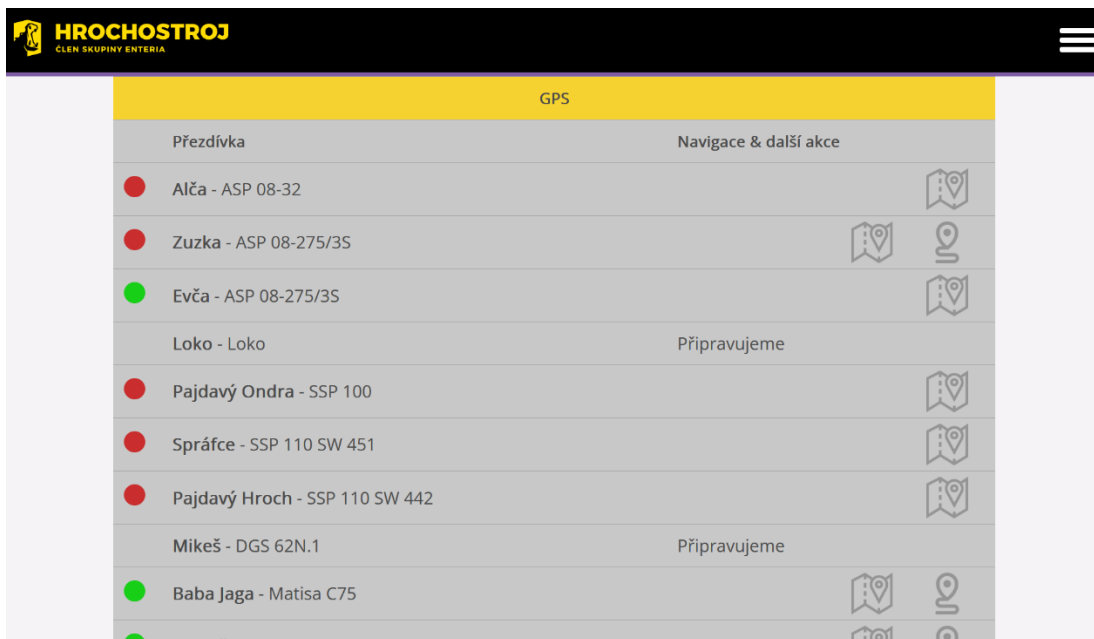 HROCHOSTROJ
ČLEN SKUPINY ENTERIA
GPS
Přezdívka Navigace & další akce
Alča - ASP 08-32
Zuzka - ASP 08-275/3S
Evča - ASP 08-275/3S
Loko - Loko Připravujeme
Pajdavý Ondra - SSP 100
Spráfce - SSP 110 SW 451
Pajdavý Hroch - SSP 110 SW 442
Mikeš - DGS 62N.1 Připravujeme
Baba Jaga - Matisa C75